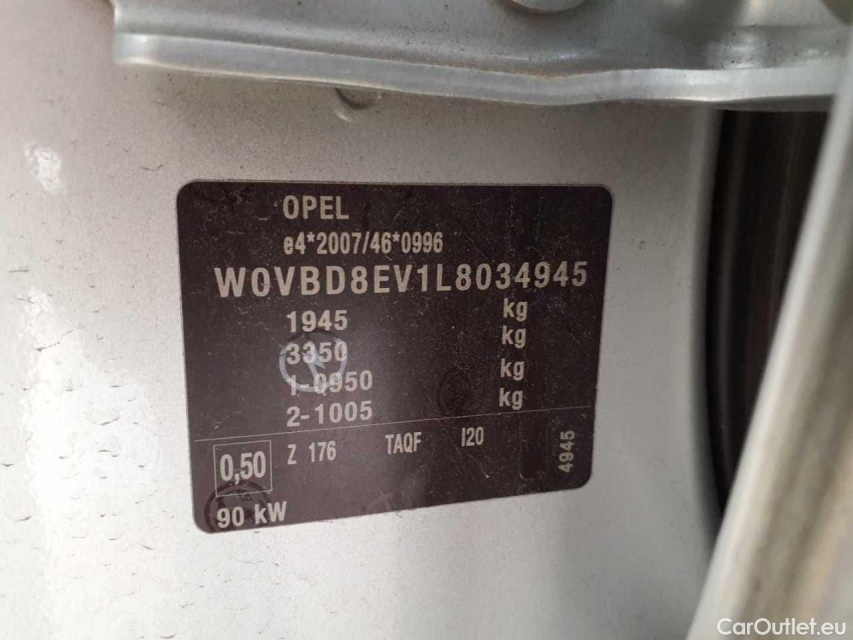 OPEL
e4*2007/46*0996
W0VBD8EV1L8034945
1945 kg
3350 kg
1-0950 kg
2-1005 kg
0,50 Z 176 TAQF I20 4945
90 kW
CarOutlet.eu